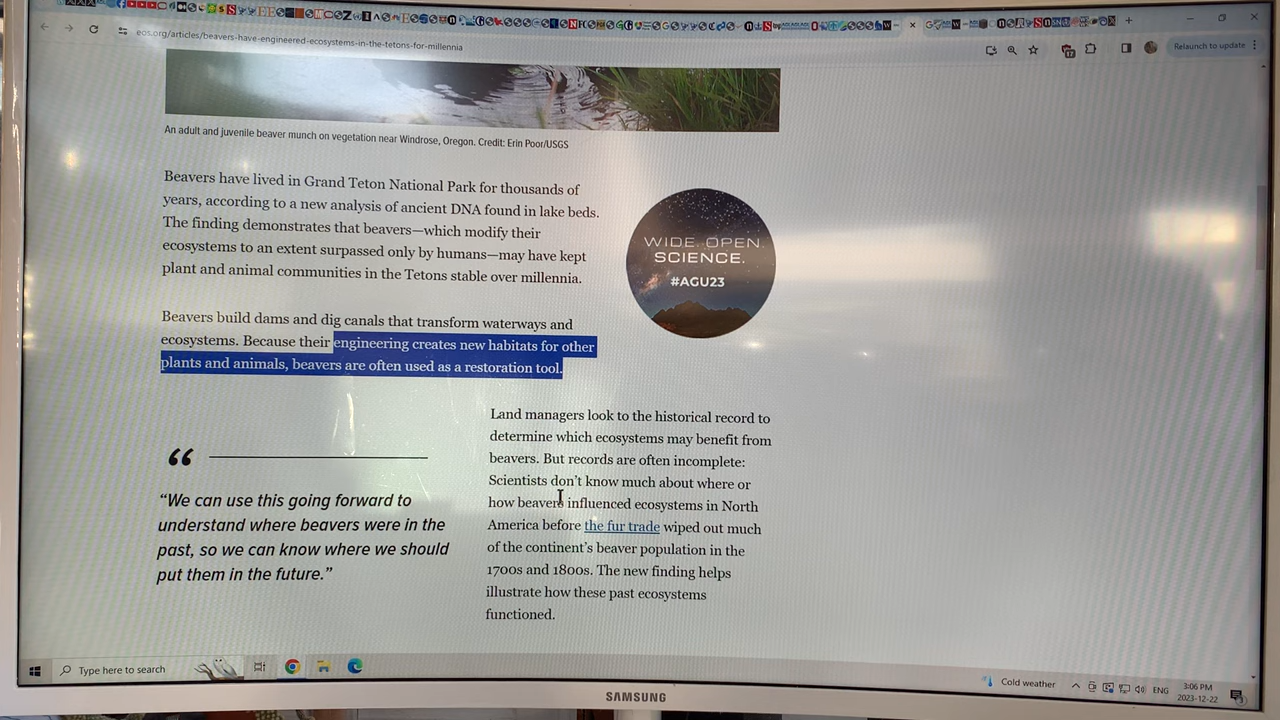 eos.org/articles/beavers-have-engineered-ecosystems-in-the-tetons-for-millennia
Relaunch to update
An adult and juvenile beaver munch on vegetation near Windrose, Oregon. Credit: Erin Poor/USGS
Beavers have lived in Grand Teton National Park for thousands of
years, according to a new analysis of ancient DNA found in lake beds.
The finding demonstrates that beavers—which modify their
ecosystems to an extent surpassed only by humans—may have kept
plant and animal communities in the Tetons stable over millennia.
WIDE. OPEN.
SCIENCE.
#AGU23
Beavers build dams and dig canals that transform waterways and
ecosystems. Because their engineering creates new habitats for other
plants and animals, beavers are often used as a restoration tool.
“
“We can use this going forward to
understand where beavers were in the
past, so we can know where we should
put them in the future.”
Land managers look to the historical record to
determine which ecosystems may benefit from
beavers. But records are often incomplete:
Scientists don’t know much about where or
how beavers influenced ecosystems in North
America before the fur trade wiped out much
of the continent’s beaver population in the
1700s and 1800s. The new finding helps
illustrate how these past ecosystems
functioned.
Type here to search
Cold weather
ENG
3:06 PM
2023-12-22
SAMSUNG